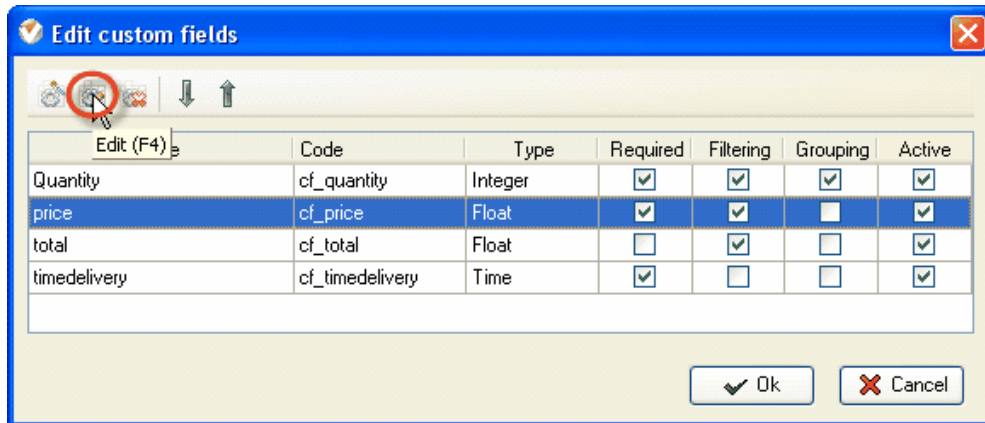 Edit custom fields
Edit (F4) Code Type Required Filtering Grouping Active
Quantity cf_quantity Integer
price cf_price Float
total cf_total Float
timedelivery cf_timedelivery Time
Ok Cancel